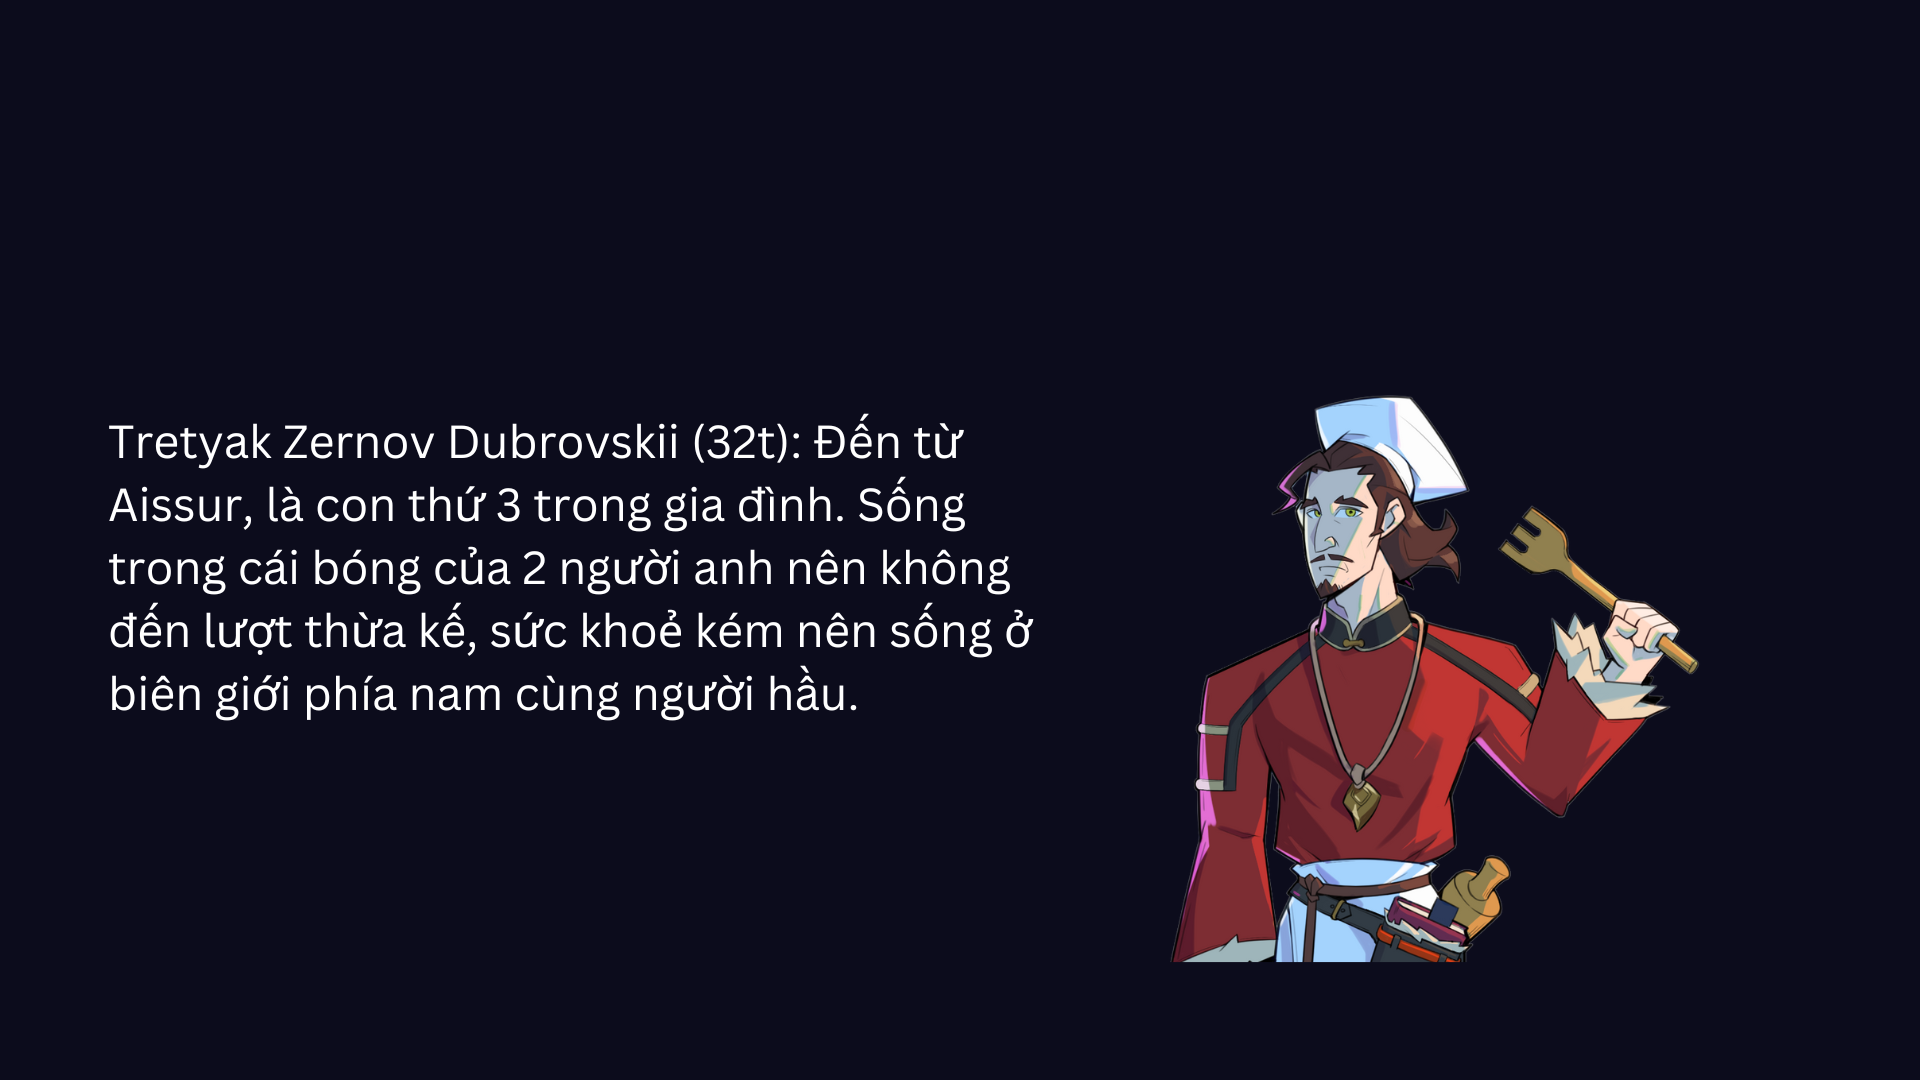 Tretyak Zernov Dubrovskii (32t): Đến từ
Aissur, là con thứ 3 trong gia đình. Sống
trong cái bóng của 2 người anh nên không
đến lượt thừa kế, sức khoẻ kém nên sống ở
biên giới phía nam cùng người hầu.